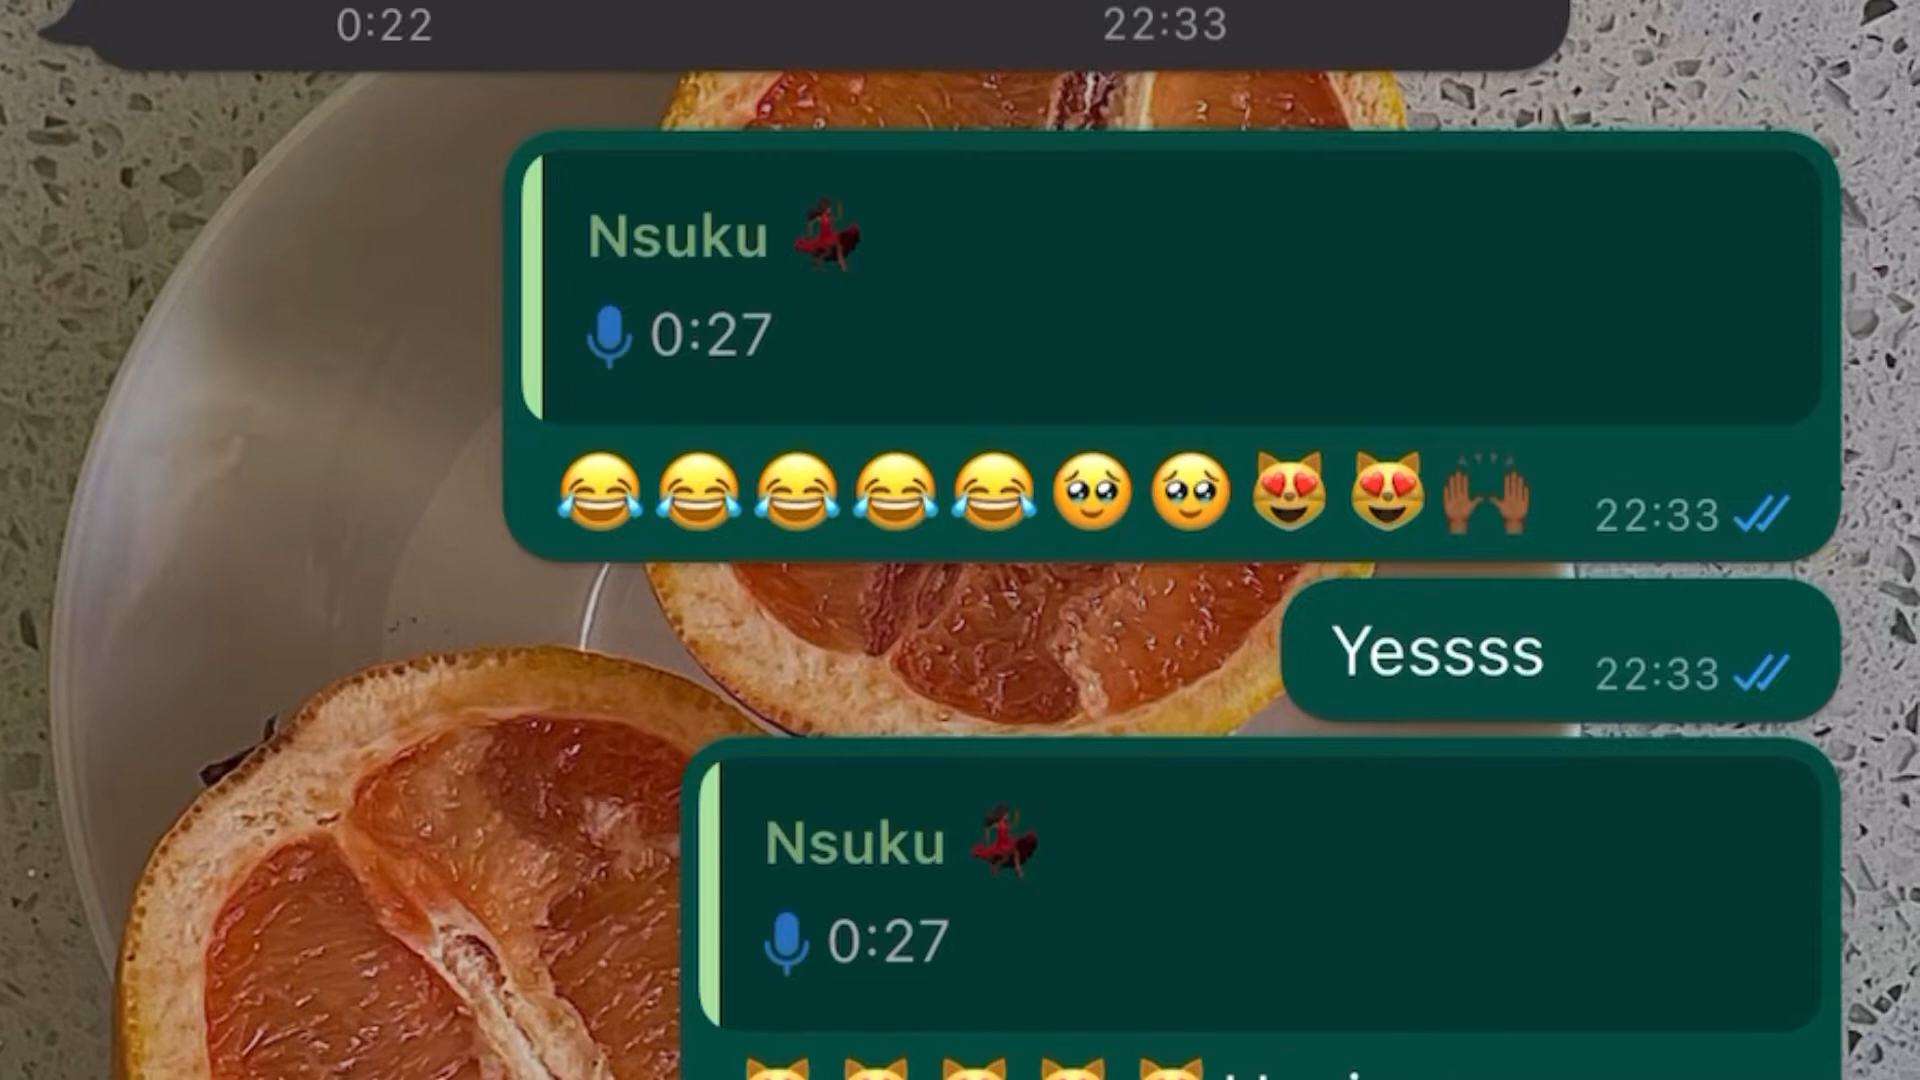 0:22 22:33
Nsuku 💃🏿
0:27
😂😂😂😂😂🥹🥹😻😻🙌🏾 22:33
Yessss 22:33
Nsuku 💃🏿
0:27